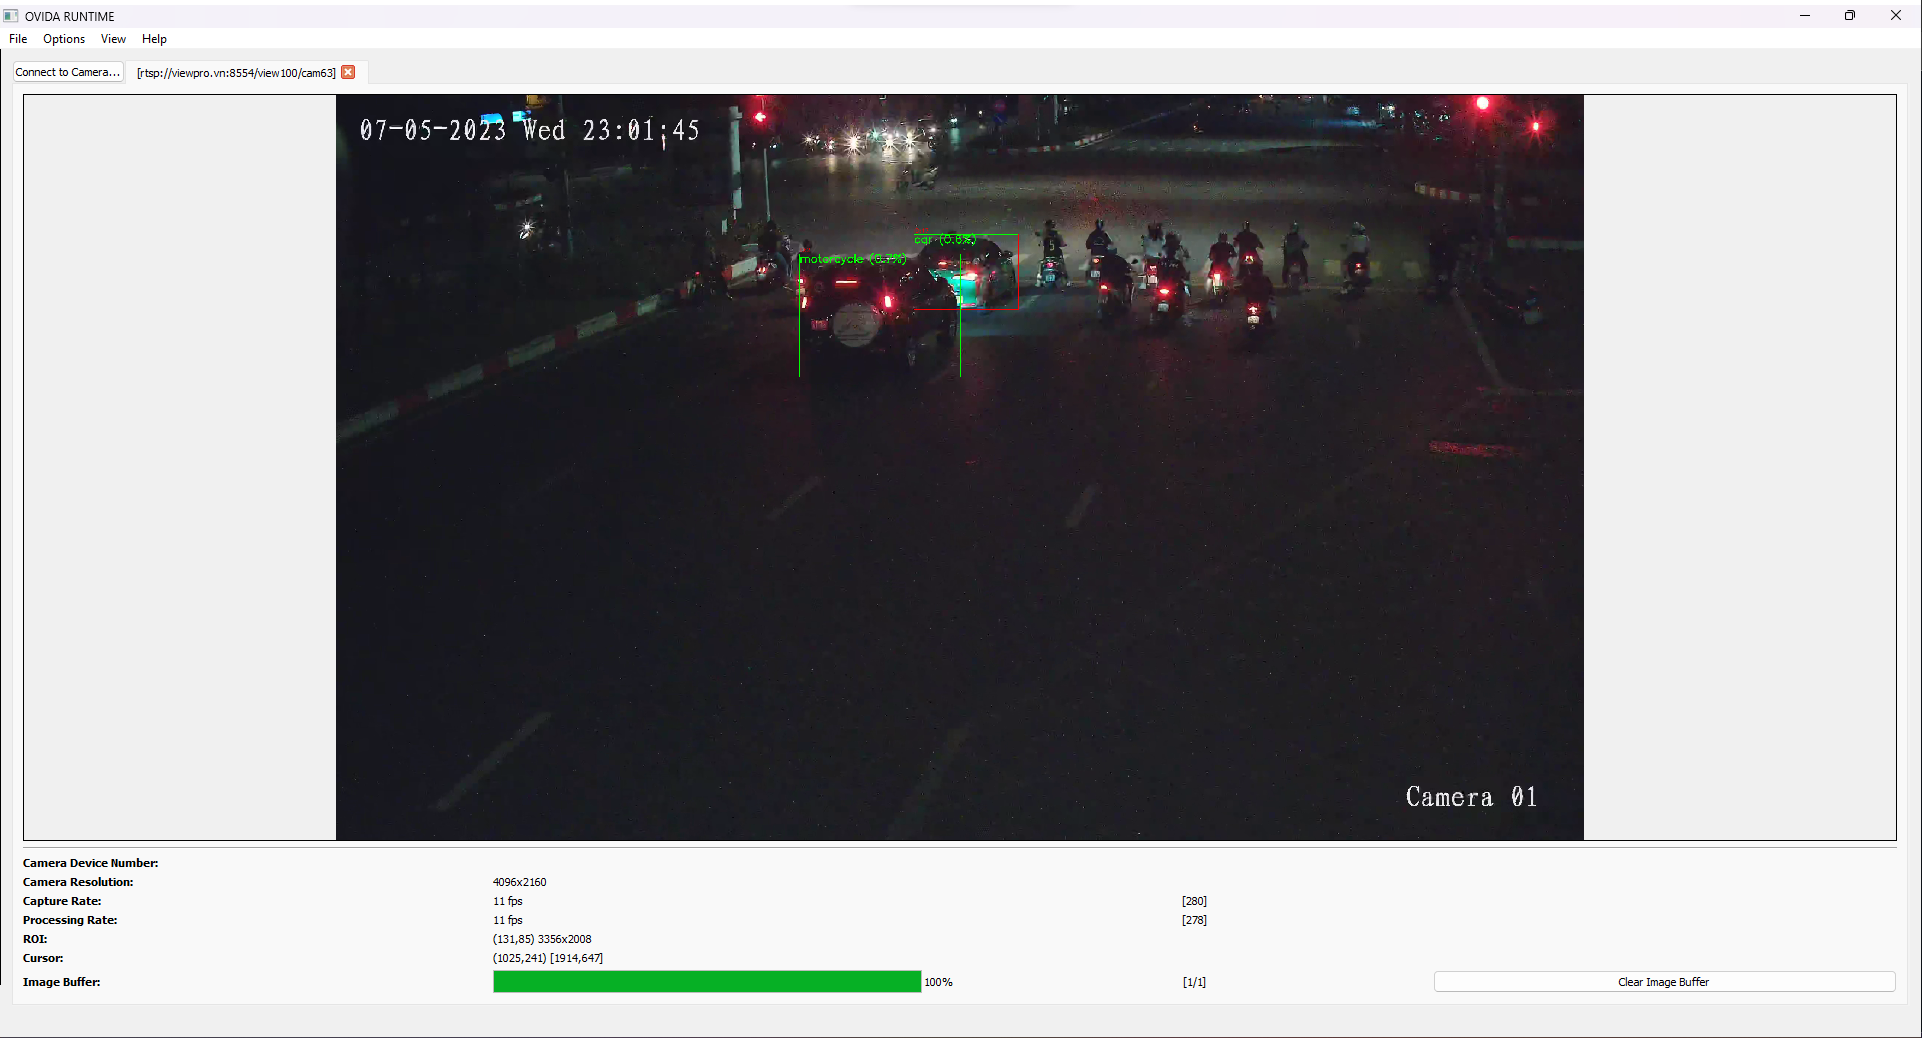 OVIDA RUNTIME
File Options View Help
Connect to Camera... [rtsp://viewpro.vn:8554/view100/cam63]
07-05-2023 Wed 23:01:45
car (0.6%)
motorcycle (0.7%)
Camera 01
Camera Device Number:
Camera Resolution: 4096x2160
Capture Rate: 11 fps [280]
Processing Rate: 11 fps [278]
ROI: (131,85) 3356x2008
Cursor: (1025,241) [1914,647]
Image Buffer: 100% [1/1] Clear Image Buffer